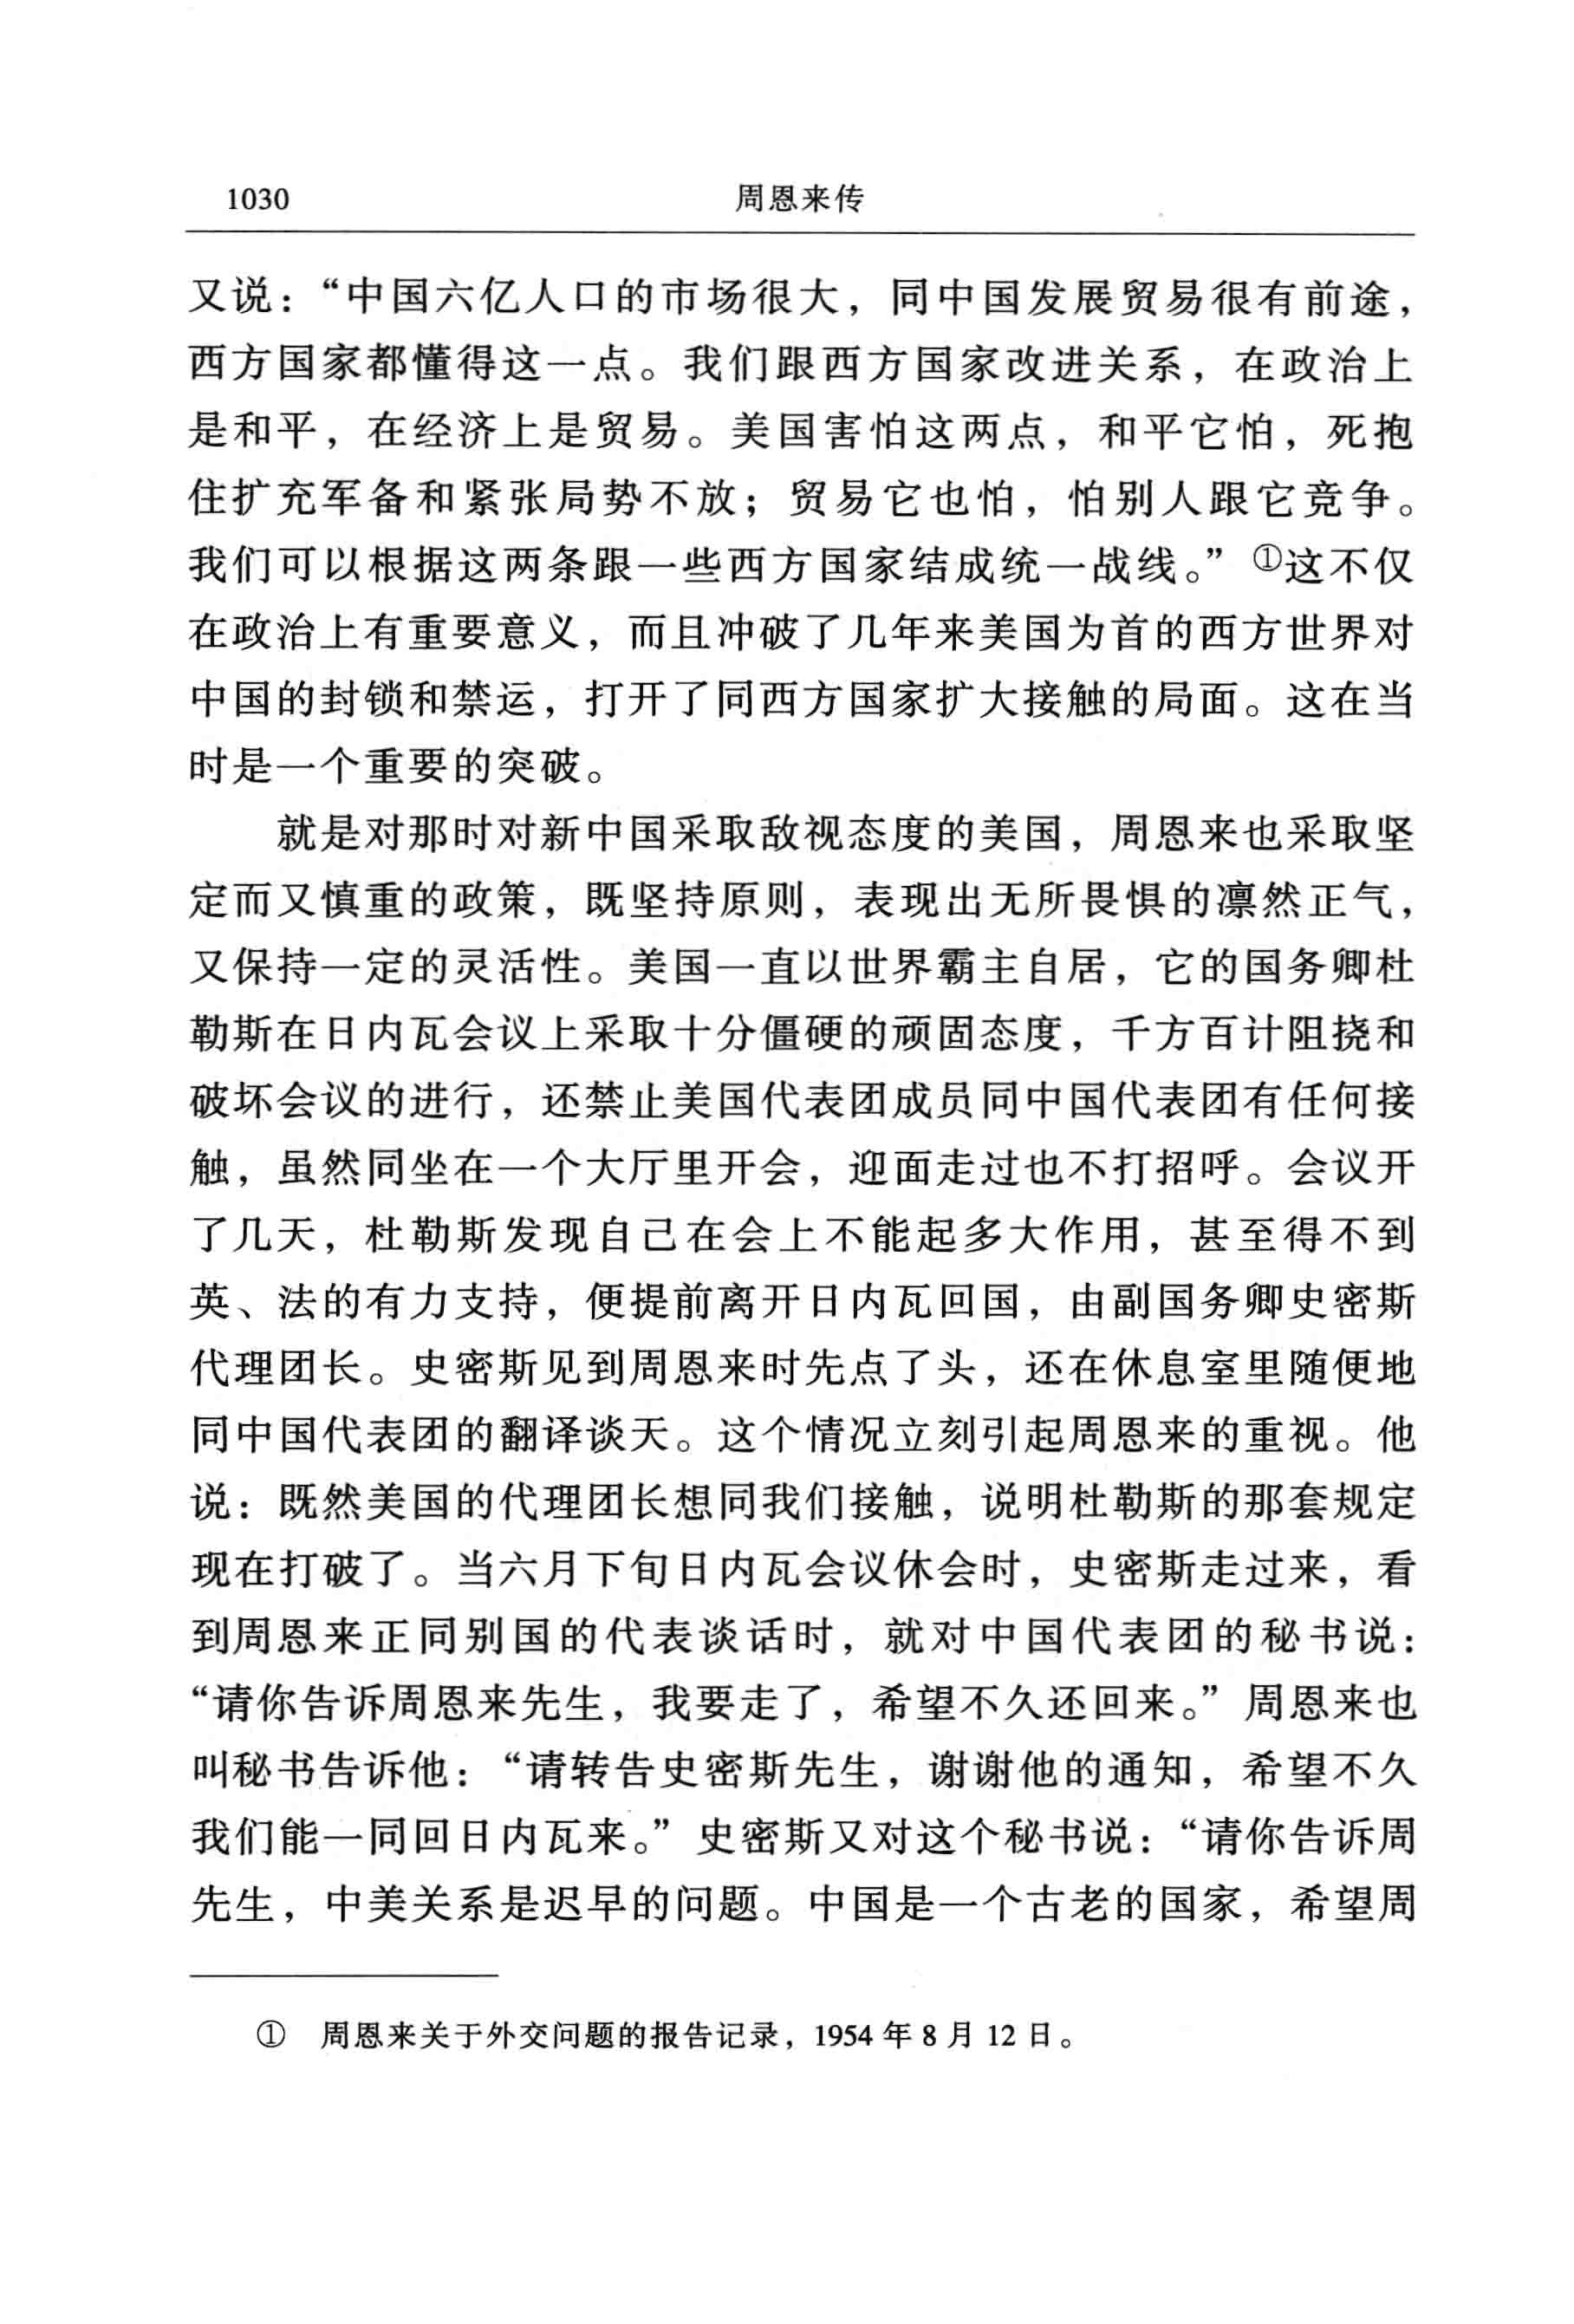 1030 周恩来传
又说：“中国六亿人口的市场很大，同中国发展贸易很有前途，
西方国家都懂得这一点。我们跟西方国家改进关系，在政治上
是和平，在经济上是贸易。美国害怕这两点，和平它怕，死抱
住扩充军备和紧张局势不放；贸易它也怕，怕别人跟它竞争。
我们可以根据这两条跟一些西方国家结成统一战线。”①这不仅
在政治上有重要意义，而且冲破了几年来美国为首的西方世界对
中国的封锁和禁运，打开了同西方国家扩大接触的局面。这在当
时是一个重要的突破。
就是对那时对新中国采取敌视态度的美国，周恩来也采取坚
定而又慎重的政策，既坚持原则，表现出无所畏惧的凛然正气，
又保持一定的灵活性。美国一直以世界霸主自居，它的国务卿杜
勒斯在日内瓦会议上采取十分僵硬的顽固态度，千方百计阻挠和
破坏会议的进行，还禁止美国代表团成员同中国代表团有任何接
触，虽然同坐在一个大厅里开会，迎面走过也不打招呼。会议开
了几天，杜勒斯发现自己在会上不能起多大作用，甚至得不到
英、法的有力支持，便提前离开日内瓦回国，由副国务卿史密斯
代理团长。史密斯见到周恩来时先点了头，还在休息室里随便地
同中国代表团的翻译谈天。这个情况立刻引起周恩来的重视。他
说：既然美国的代理团长想同我们接触，说明杜勒斯的那套规定
现在打破了。当六月下旬日内瓦会议休会时，史密斯走过来，看
到周恩来正同别国的代表谈话时，就对中国代表团的秘书说：
“请你告诉周恩来先生，我要走了，希望不久还回来。”周恩来也
叫秘书告诉他：“请转告史密斯先生，谢谢他的通知，希望不久
我们能一同回日内瓦来。”史密斯又对这个秘书说：“请你告诉周
先生，中美关系是迟早的问题。中国是一个古老的国家，希望周
① 周恩来关于外交问题的报告记录，1954 年 8 月 12 日。